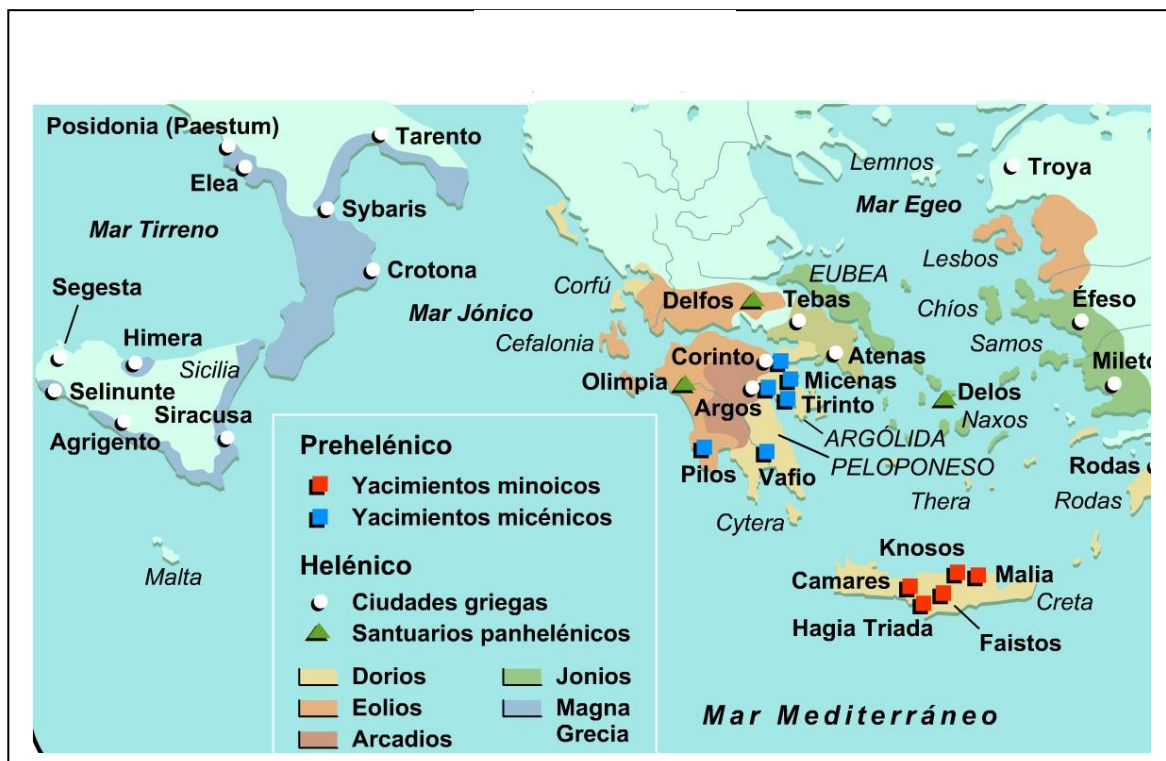 Posidonia (Paestum)
Tarento
Elea
Sybaris
Mar Tirreno
Crotona
Segesta
Himera
Sicilia
Selinunte
Siracusa
Agrigento
Malta
Mar Jónico
Corfú
Cefalonia
Lemnos
Troya
Mar Egeo
Lesbos
EUBEA
Delfos
Tebas
Chíos
Éfeso
Samos
Corinto
Atenas
Mileto
Olimpia
Micenas
Argos
Tirinto
Delos
Naxos
ARGÓLIDA
PELOPONESO
Pilos
Vafio
Rodas
Thera
Rodas
Cytera
Knosos
Camares
Malia
Creta
Hagia Triada
Faistos
Mar Mediterráneo
Prehelénico
Yacimientos minoicos
Yacimientos micénicos
Helénico
Ciudades griegas
Santuarios panhelénicos
Dorios
Jonios
Eolios
Magna
Grecia
Arcadios